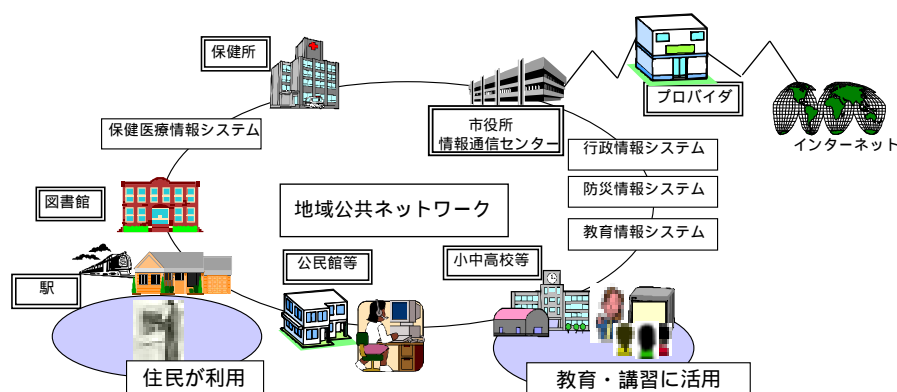 保健所
プロバイダ
市役所
情報通信センター
インターネット
保健医療情報システム
行政情報システム
防災情報システム
教育情報システム
図書館
地域公共ネットワーク
駅
公民館等
小中高校等
住民が利用
教育・講習に活用